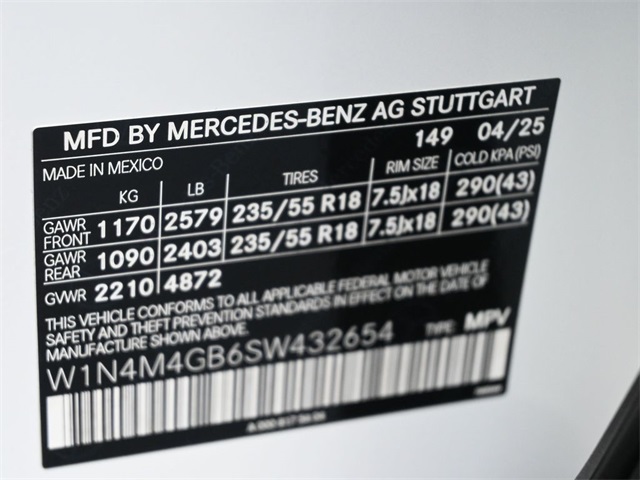 MFD BY MERCEDES-BENZ AG STUTTGART
MADE IN MEXICO 149 04/25
KG LB TIRES RIM SIZE COLD KPA (PSI)
GAWR FRONT 1170 2579 235/55 R18 7.5Jx18 290(43)
GAWR REAR 1090 2403 235/55 R18 7.5Jx18 290(43)
GVWR 2210 4872
THIS VEHICLE CONFORMS TO ALL APPLICABLE FEDERAL MOTOR VEHICLE
SAFETY AND THEFT PREVENTION STANDARDS IN EFFECT ON THE DATE OF
MANUFACTURE SHOWN ABOVE.
W1N4M4GB6SW432654 TYPE: MPV